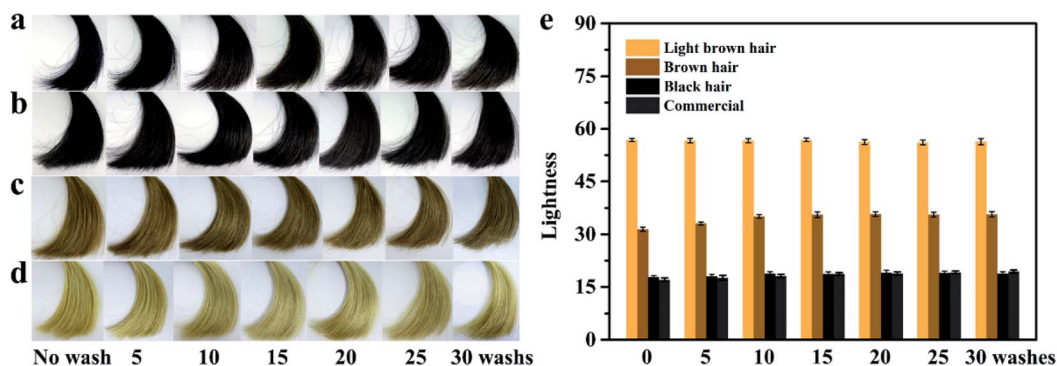 a
b
c
d
No wash 5 10 15 20 25 30 washs
e
90
75
60
45
30
15
0
Lightness
Light brown hair
Brown hair
Black hair
Commercial
0 5 10 15 20 25 30 washes